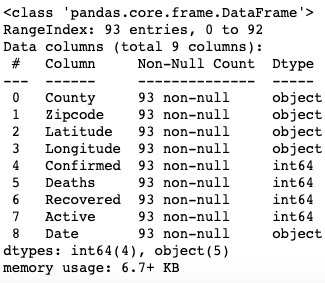 <class 'pandas.core.frame.DataFrame'>
RangeIndex: 93 entries, 0 to 92
Data columns (total 9 columns):
 #   Column     Non-Null Count  Dtype
---  ------     --------------  -----
 0   County     93 non-null     object
 1   Zipcode    93 non-null     object
 2   Latitude   93 non-null     object
 3   Longitude  93 non-null     object
 4   Confirmed  93 non-null     int64
 5   Deaths     93 non-null     int64
 6   Recovered  93 non-null     int64
 7   Active     93 non-null     int64
 8   Date       93 non-null     object
dtypes: int64(4), object(5)
memory usage: 6.7+ KB